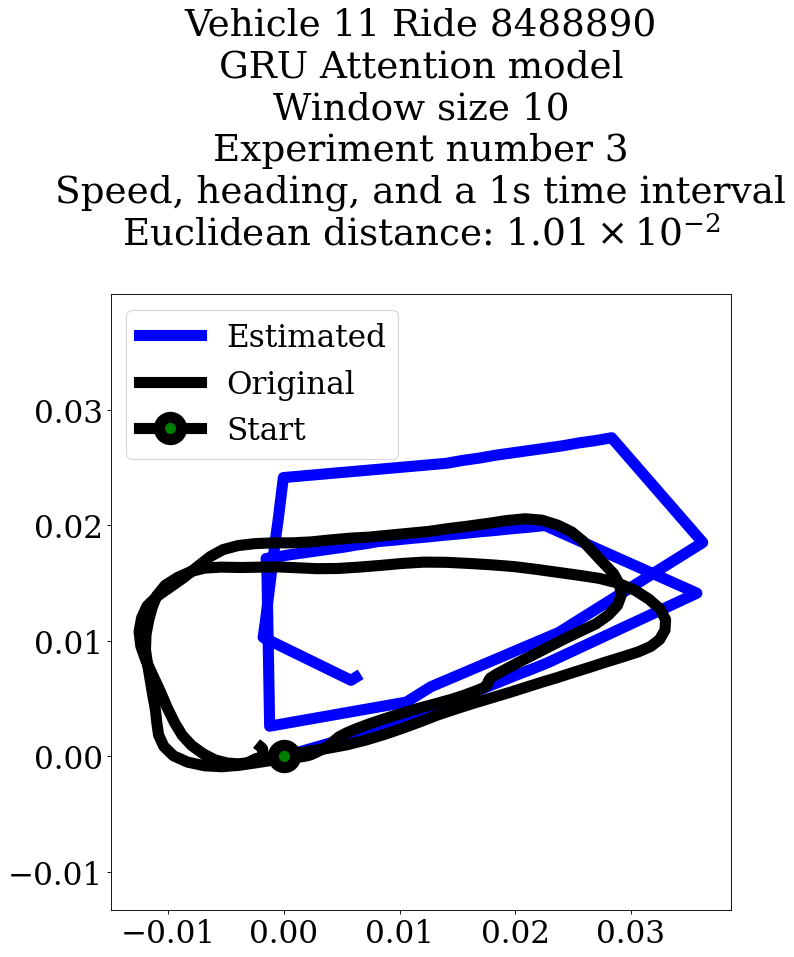 Vehicle 11 Ride 8488890
GRU Attention model
Window size 10
Experiment number 3
Speed, heading, and a 1s time interval
Euclidean distance: 1.01 × 10⁻²
Estimated
Original
Start
0.03
0.02
0.01
0.00
−0.01
−0.01 0.00 0.01 0.02 0.03